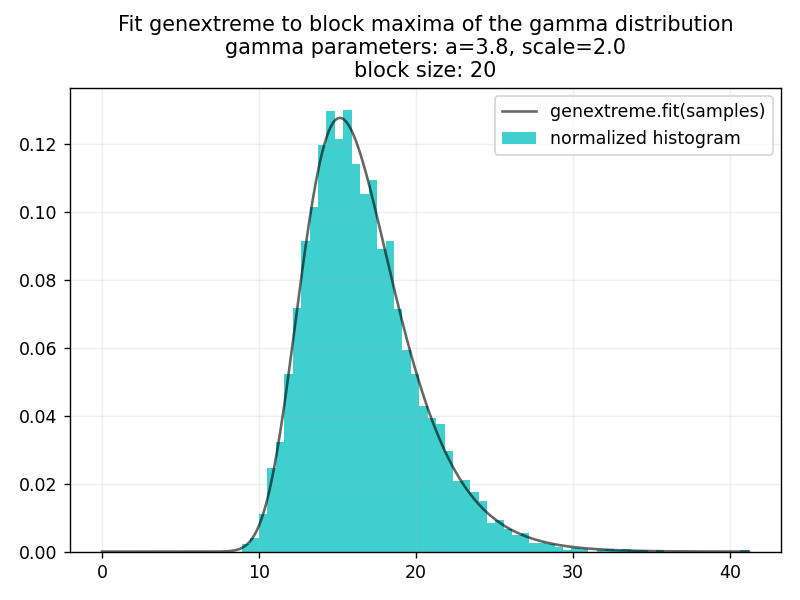 Fit genextreme to block maxima of the gamma distribution
gamma parameters: a=3.8, scale=2.0
block size: 20
genextreme.fit(samples)
normalized histogram
0.12
0.10
0.08
0.06
0.04
0.02
0.00
0 10 20 30 40